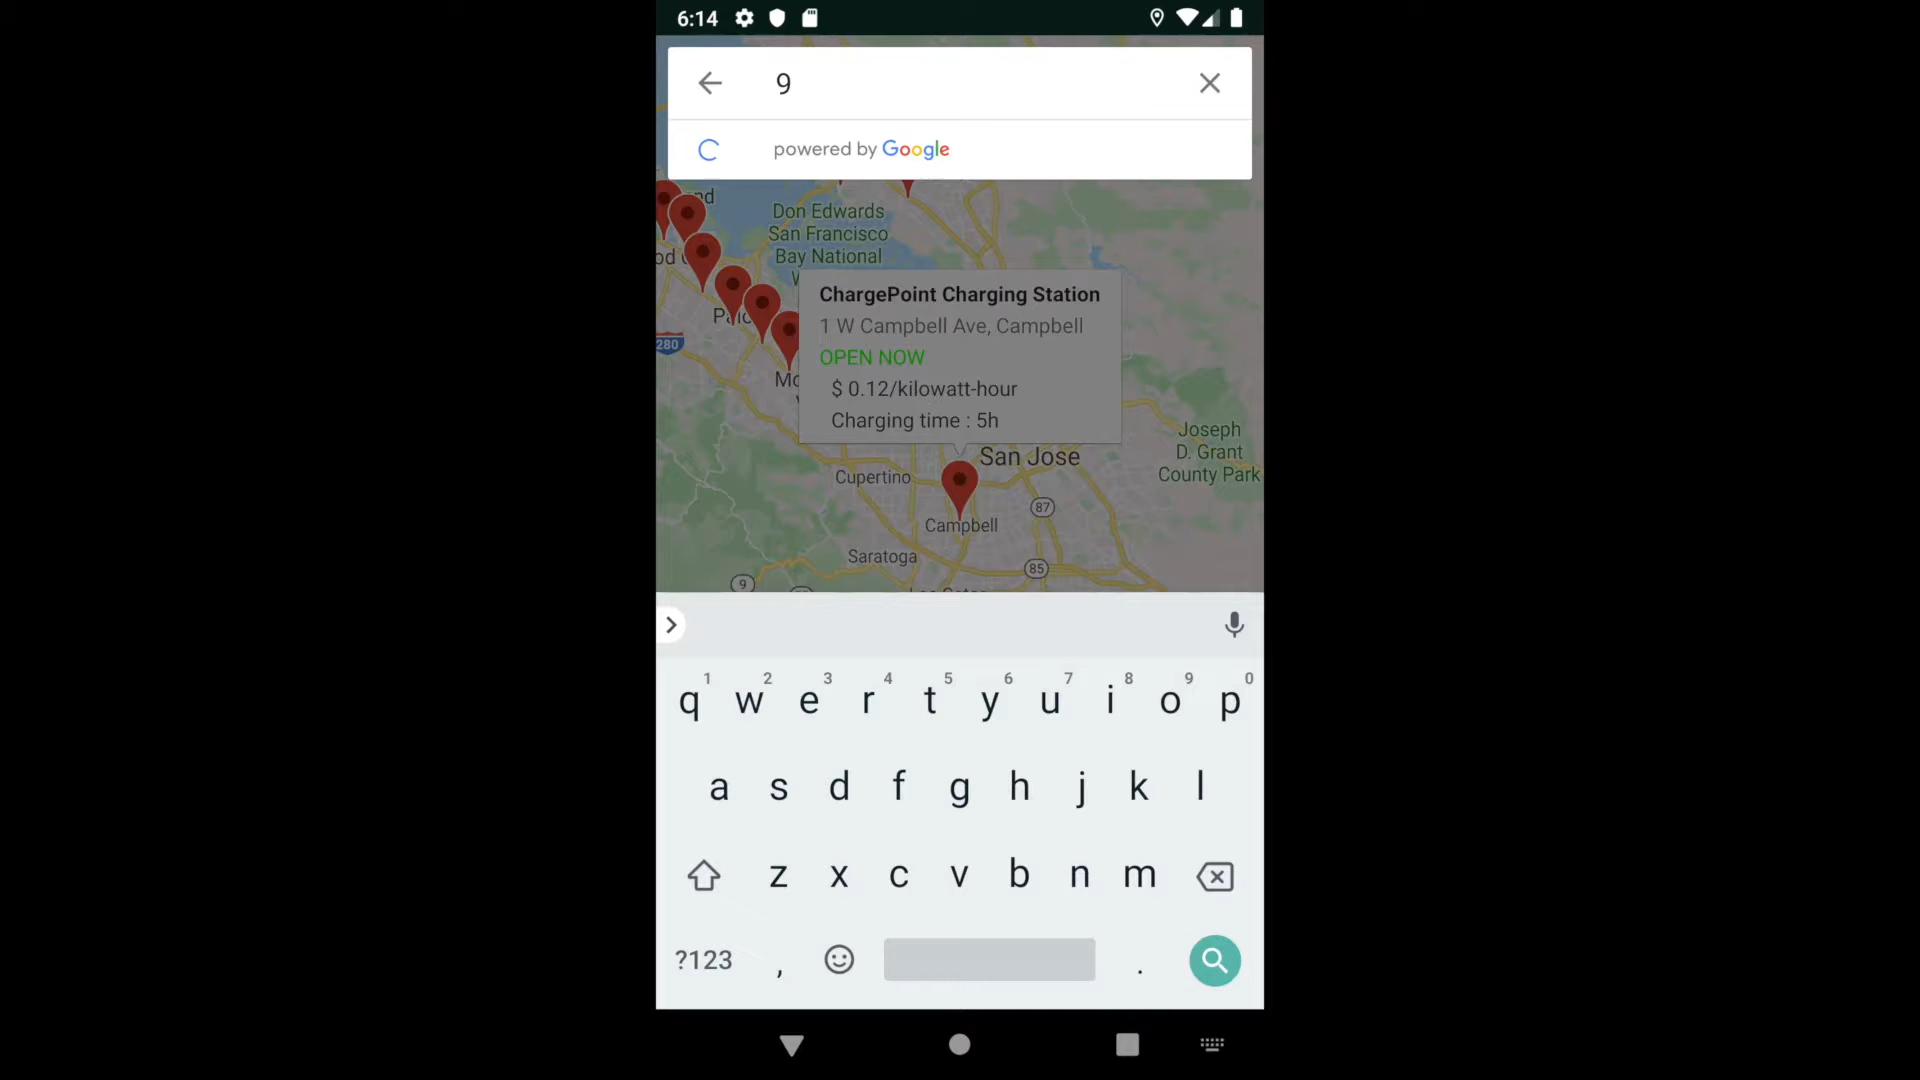 6:14
9
powered by Google
Don Edwards
San Francisco
Bay National
ChargePoint Charging Station
1 W Campbell Ave, Campbell
OPEN NOW
$ 0.12/kilowatt-hour
Charging time : 5h
280
San Jose
Joseph
D. Grant
County Park
Cupertino
87
Campbell
Saratoga
85
9
1 2 3 4 5 6 7 8 9 0
q w e r t y u i o p
a s d f g h j k l
z x c v b n m
?123 , .